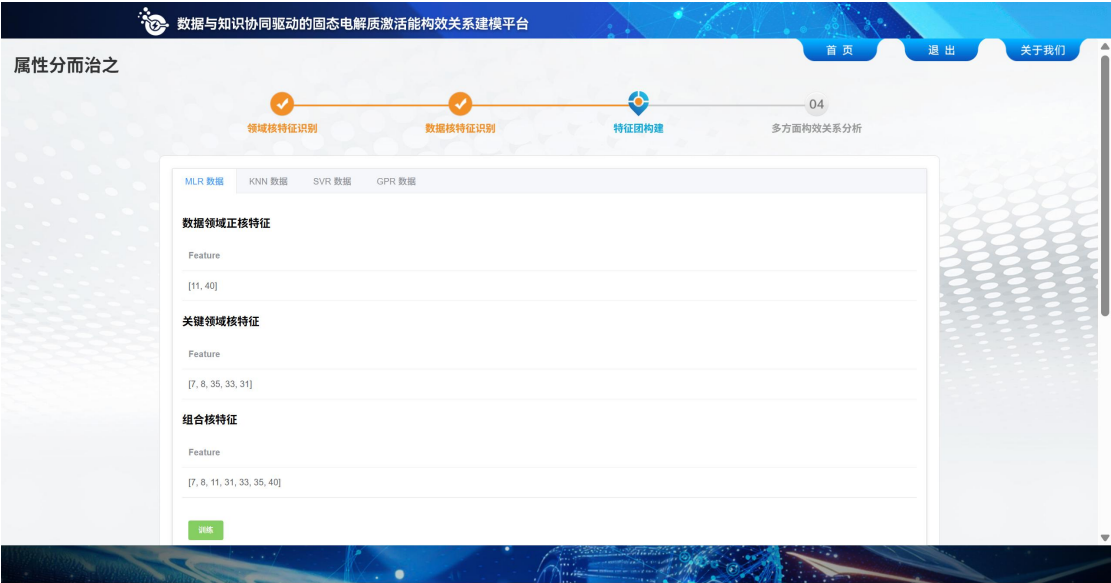 数据与知识协同驱动的固态电解质激活能构效关系建模平台
首 页
退 出
关于我们
属性分而治之
04
领域核特征识别
数据核特征识别
特征团构建
多方面构效关系分析
MLR 数据
KNN 数据
SVR 数据
GPR 数据
数据领域正核特征
Feature
[11, 40]
关键领域核特征
Feature
[7, 8, 35, 33, 31]
组合核特征
Feature
[7, 8, 11, 31, 33, 35, 40]
训练